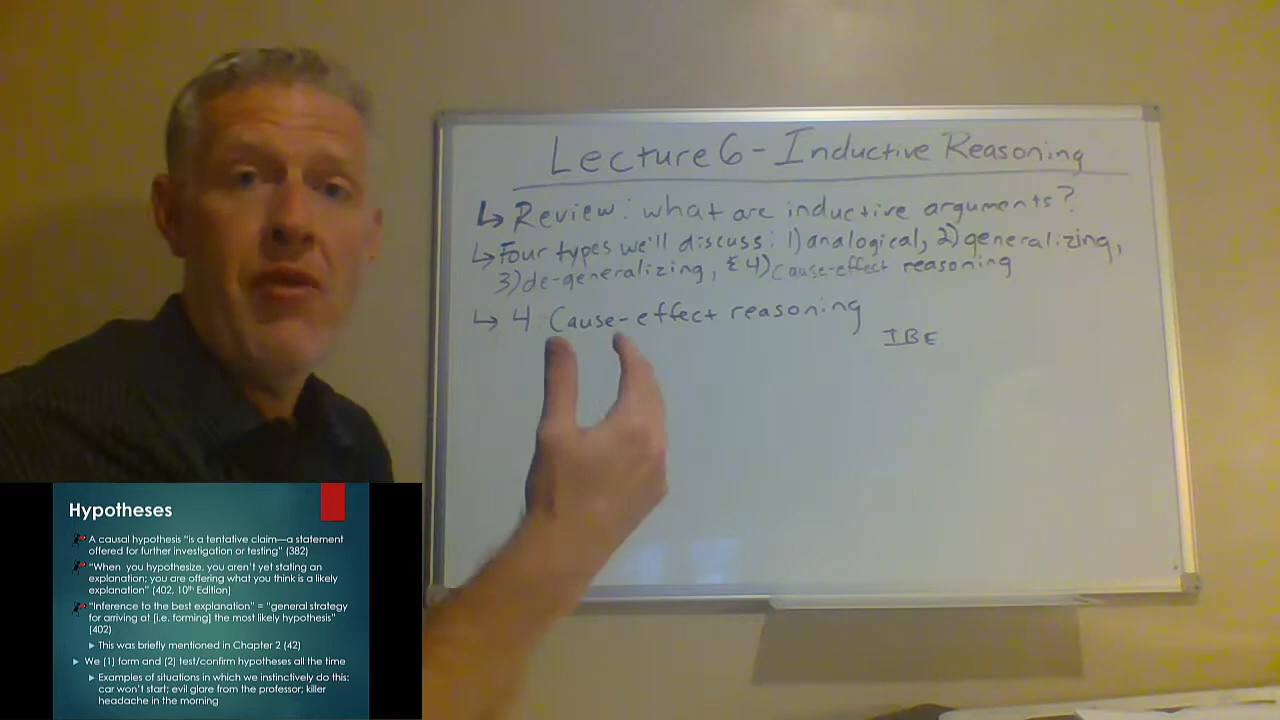 Lecture 6 - Inductive Reasoning
↳ Review: what are inductive arguments?
↳ Four types we'll discuss: 1) analogical, 2) generalizing,
3) de-generalizing, & 4) Cause-effect reasoning
↳ 4. Cause-effect reasoning
IBE
Hypotheses
A causal hypothesis “is a tentative claim—a statement
offered for further investigation or testing” (382)
“When you hypothesize, you aren't yet stating an
explanation; you are offering what you think is a likely
explanation” (402, 10th Edition)
“Inference to the best explanation” = “general strategy
for arriving at [i.e. forming] the most likely hypothesis”
(402)
This was briefly mentioned in Chapter 2 (42)
We (1) form and (2) test/confirm hypotheses all the time
Examples of situations in which we instinctively do this:
car won't start; evil glare from the professor; killer
headache in the morning